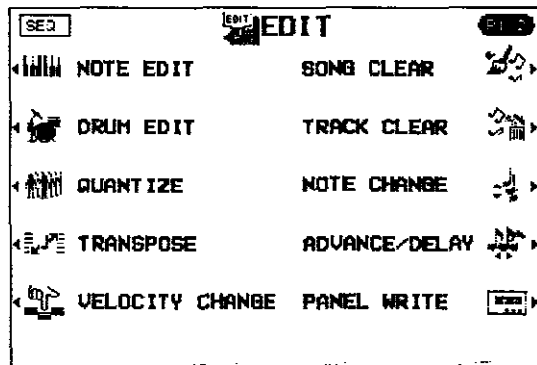 SEQ
EDIT
EDIT
NOTE EDIT
SONG CLEAR
DRUM EDIT
TRACK CLEAR
QUANTIZE
NOTE CHANGE
TRANSPOSE
ADVANCE/DELAY
VELOCITY CHANGE
PANEL WRITE